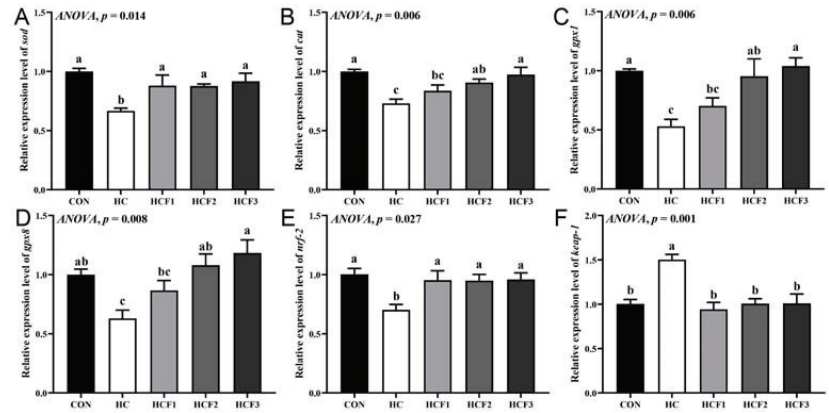 A ANOVA, p = 0.014
Relative expression level of sod
1.5
1.0
0.5
0.0
a b a a a
CON HC HCF1 HCF2 HCF3
B ANOVA, p = 0.006
Relative expression level of cat
1.5
1.0
0.5
0.0
a c bc ab a
CON HC HCF1 HCF2 HCF3
C ANOVA, p = 0.006
Relative expression level of gpx1
1.5
1.0
0.5
0.0
a c bc ab a
CON HC HCF1 HCF2 HCF3
D ANOVA, p = 0.008
Relative expression level of gpx8
1.5
1.0
0.5
0.0
ab c bc ab a
CON HC HCF1 HCF2 HCF3
E ANOVA, p = 0.027
Relative expression level of nrf-2
1.5
1.0
0.5
0.0
a b a a a
CON HC HCF1 HCF2 HCF3
F ANOVA, p = 0.001
Relative expression level of keap-1
2.0
1.5
1.0
0.5
0.0
b a b b b
CON HC HCF1 HCF2 HCF3